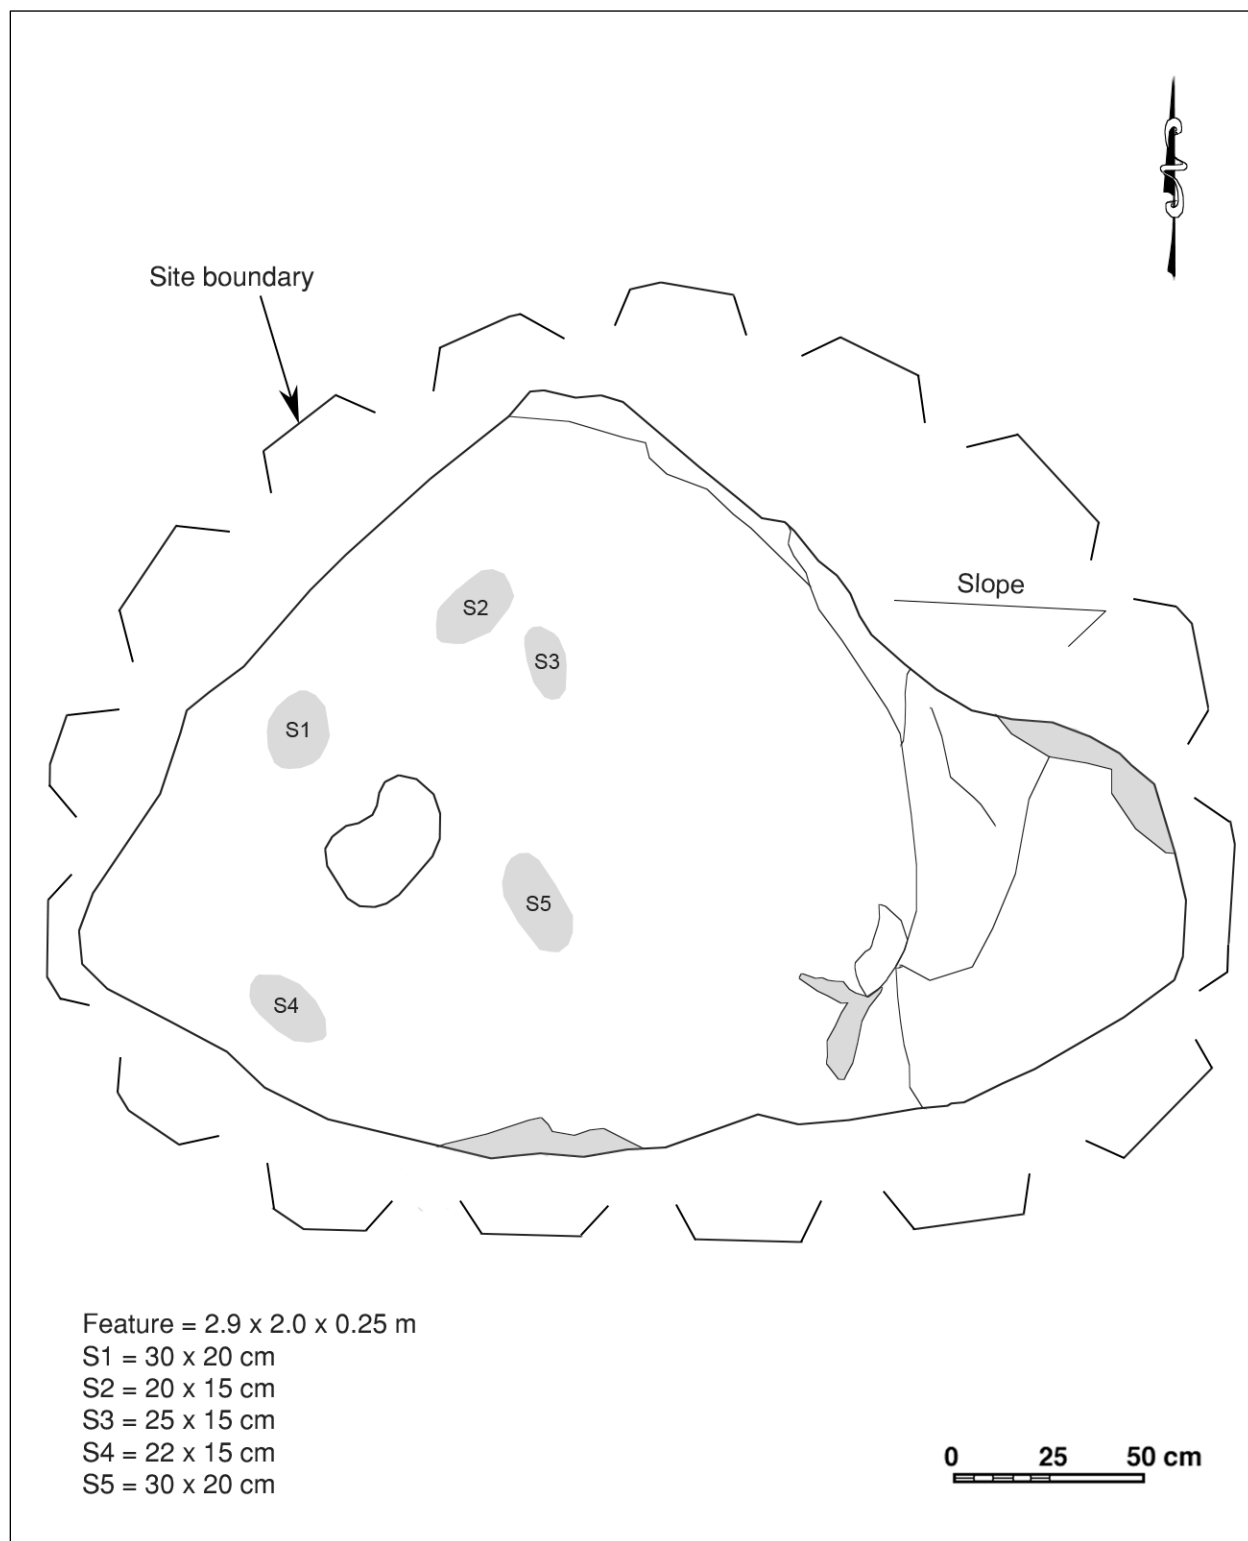 Site boundary
Slope
S2
S3
S1
S5
S4
Feature = 2.9 x 2.0 x 0.25 m
S1 = 30 x 20 cm
S2 = 20 x 15 cm
S3 = 25 x 15 cm
S4 = 22 x 15 cm
S5 = 30 x 20 cm
0 25 50 cm